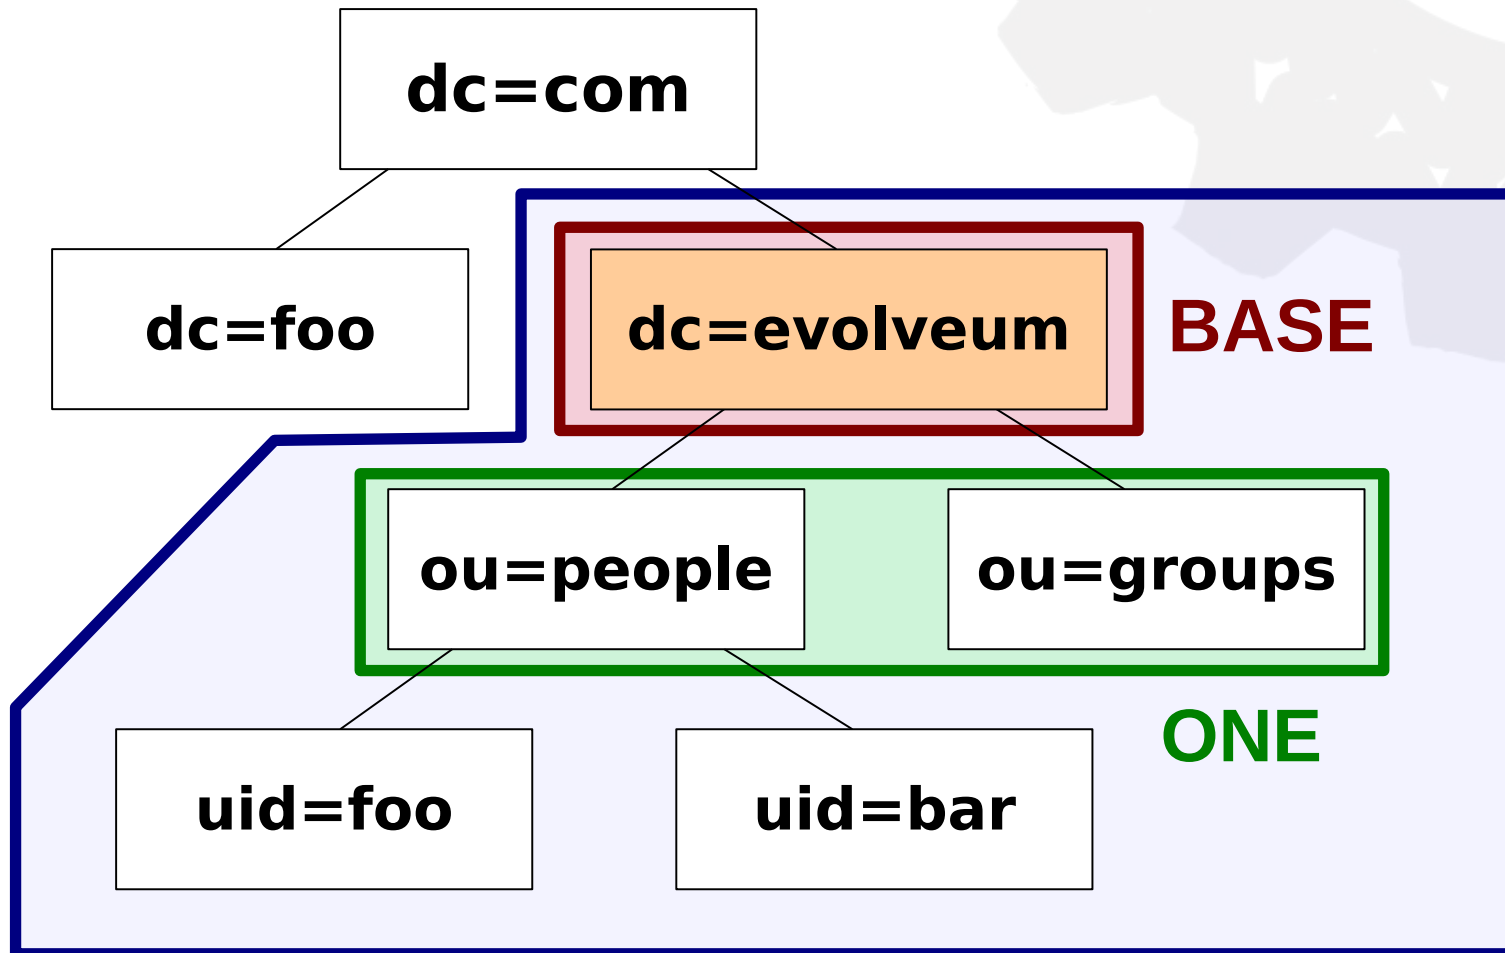 dc=com
dc=foo
dc=evolveum
BASE
ou=people
ou=groups
ONE
uid=foo
uid=bar